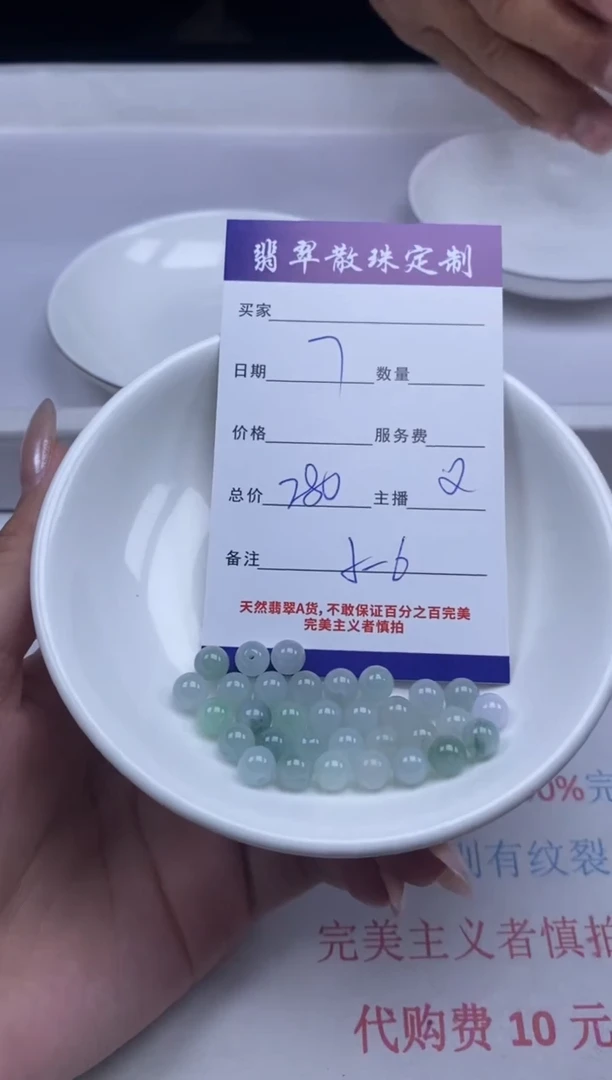 翡翠散珠定制
买家
日期 7 数量
价格 服务费
总价 280 主播
备注
天然翡翠A货,不敢保证百分之百完美
完美主义者慎拍
0%完
别有纹裂
完美主义者慎拍
代购费 10 元